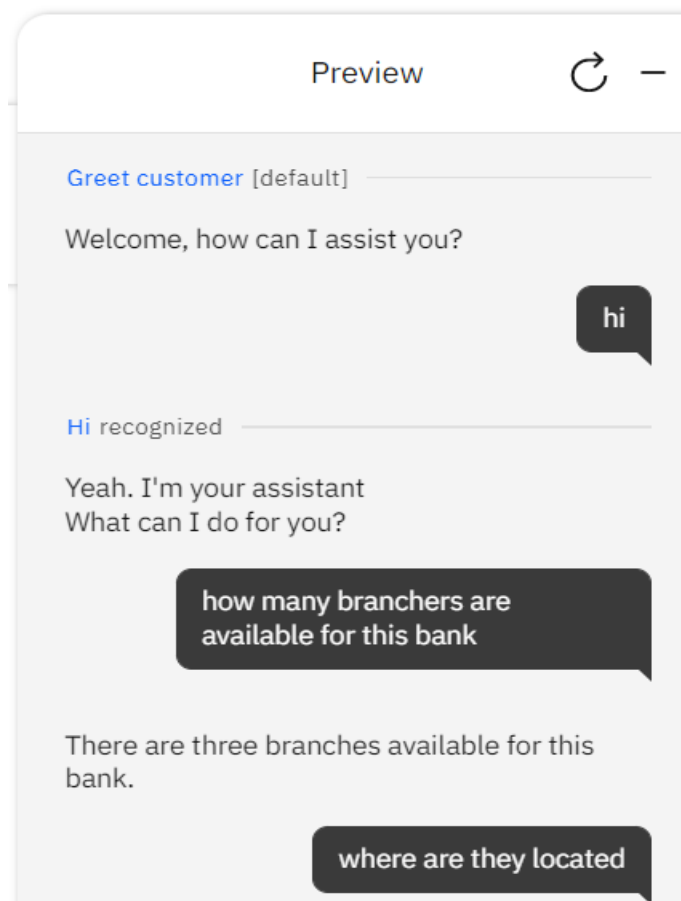 Preview
Greet customer [default]
Welcome, how can I assist you?
hi
Hi recognized
Yeah. I'm your assistant
What can I do for you?
how many branchers are
available for this bank
There are three branches available for this
bank.
where are they located